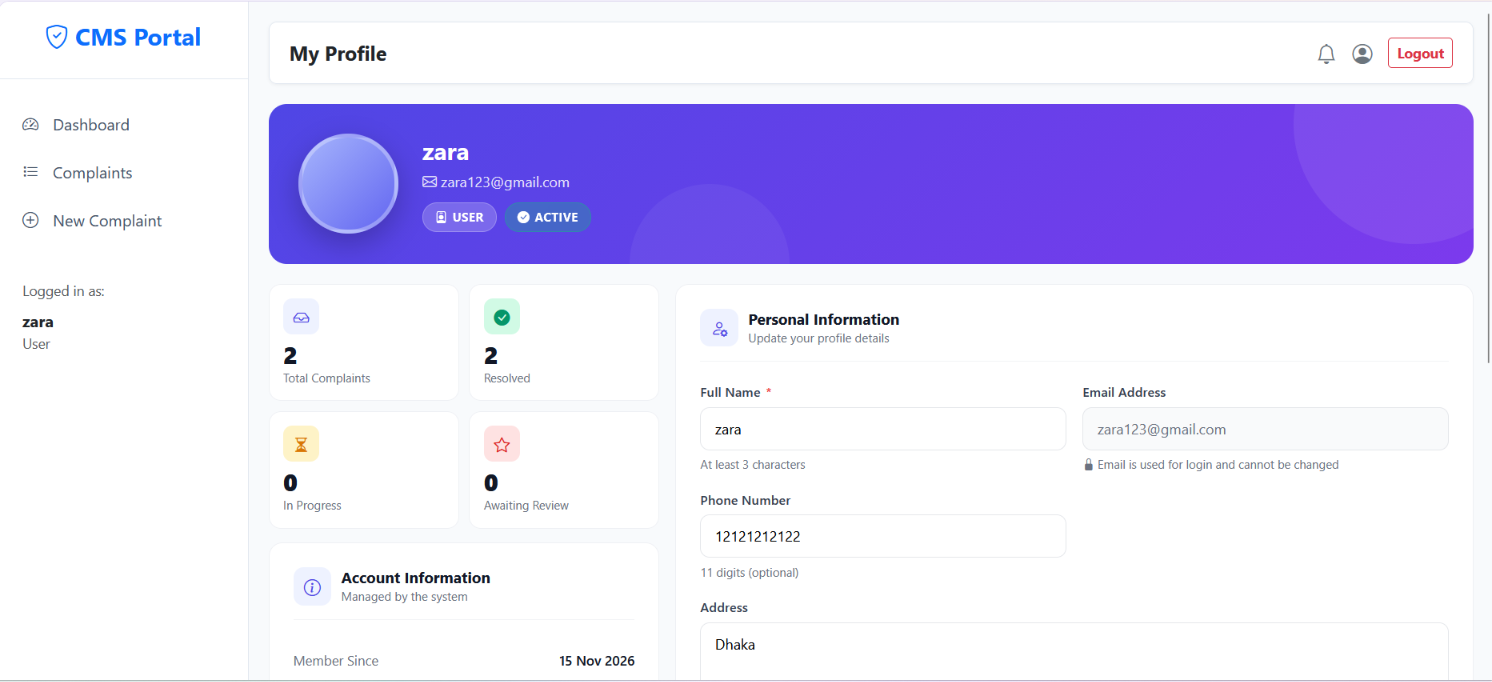 CMS Portal
Dashboard
Complaints
New Complaint
Logged in as:
zara
User
My Profile
Logout
zara
zara123@gmail.com
USER ACTIVE
2
Total Complaints
2
Resolved
0
In Progress
0
Awaiting Review
Account Information
Managed by the system
Member Since 15 Nov 2026
Personal Information
Update your profile details
Full Name *
zara
At least 3 characters
Email Address
zara123@gmail.com
Email is used for login and cannot be changed
Phone Number
12121212122
11 digits (optional)
Address
Dhaka